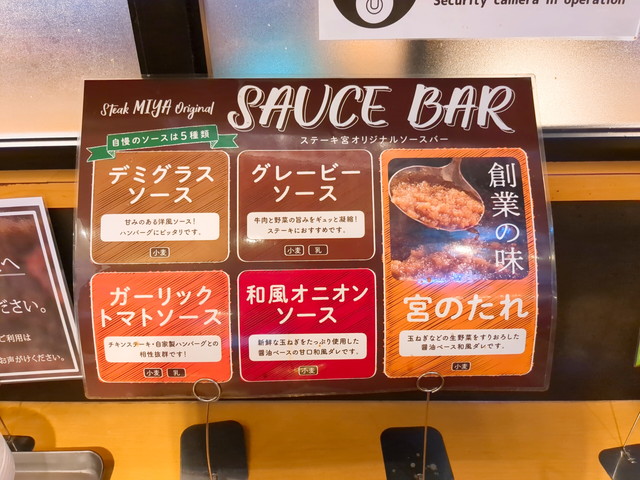 Security Camera in operation
Steak MIYA Original
SAUCE BAR
自慢のソースは5種類
ステーキ宮オリジナルソースバー
デミグラス
ソース
甘みのある洋風ソース!
ハンバーグにピッタリです。
小麦
グレービー
ソース
牛肉と野菜の旨みをギュッと凝縮!
ステーキにおすすめです。
小麦
乳
創業の味
宮のたれ
玉ねぎなどの生野菜をすりおろした
醤油ベース和風ダレです。
小麦
ガーリック
トマトソース
チキンステーキ・自家製ハンバーグとの
相性抜群です!
小麦
乳
和風オニオン
ソース
新鮮な玉ねぎをたっぷり使用した
醤油ベースの甘口和風ダレです。
小麦
へ
ださい。
ご利用は
お声がけください。